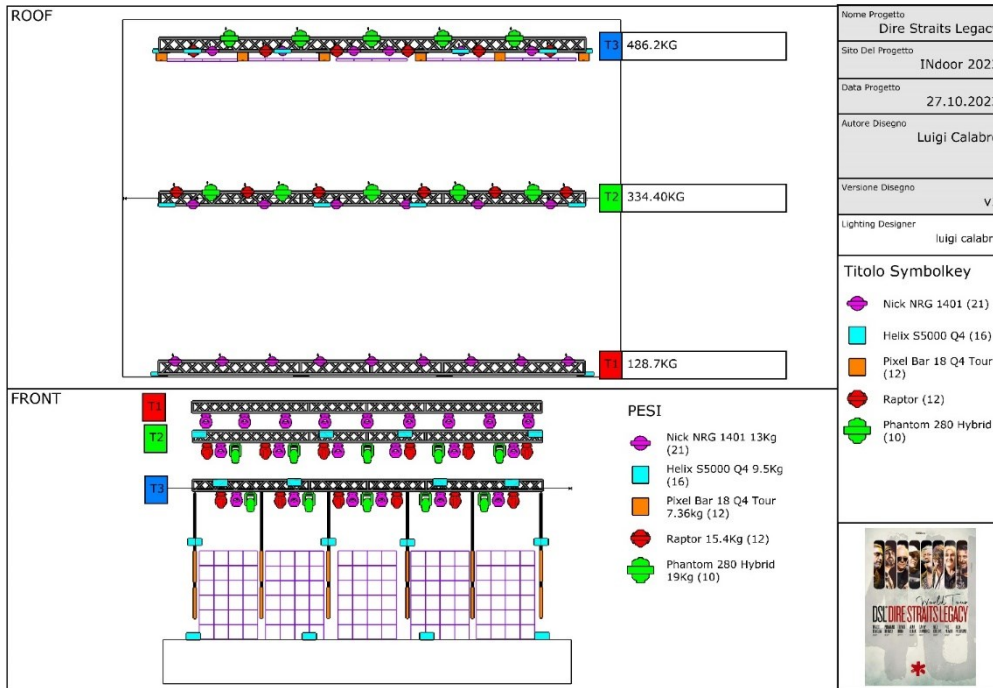 ROOF
T3 486.2KG
T2 334.40KG
T1 128.7KG
FRONT
T1
T2
T3
PESI
Nick NRG 1401 13Kg
(21)
Helix S5000 Q4 9.5Kg
(16)
Pixel Bar 18 Q4 Tour
7.36kg (12)
Raptor 15.4Kg (12)
Phantom 280 Hybrid
19Kg (10)
Nome Progetto
Dire Straits Legacy
Sito Del Progetto
INdoor 202
Data Progetto
27.10.202
Autore Disegno
Luigi Calabr
Versione Disegno
v
Lighting Designer
luigi calabr
Titolo Symbolkey
Nick NRG 1401 (21)
Helix S5000 Q4 (16)
Pixel Bar 18 Q4 Tour
(12)
Raptor (12)
Phantom 280 Hybrid
(10)
World Tour
DSL DIRE STRAITS LEGACY